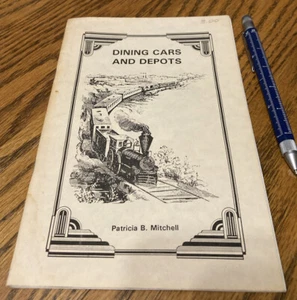 DINING CARS
AND DEPOTS
Patricia B. Mitchell